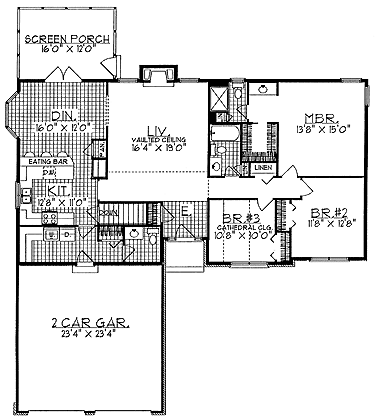 SCREEN PORCH
16'0" x 12'0"
DIN.
16'0" x 12'0"
LIV.
VAULTED CEILING
16'4" x 19'0"
MBR.
13'8" x 15'0"
EATING BAR
PAN.
LINEN
KIT.
12'8" x 11'0"
DOWN
E.
BR.#3
CATHEDRAL CLG.
10'8" x 10'0"
BR.#2
11'8" x 12'8"
2 CAR GAR.
23'4" x 23'4"